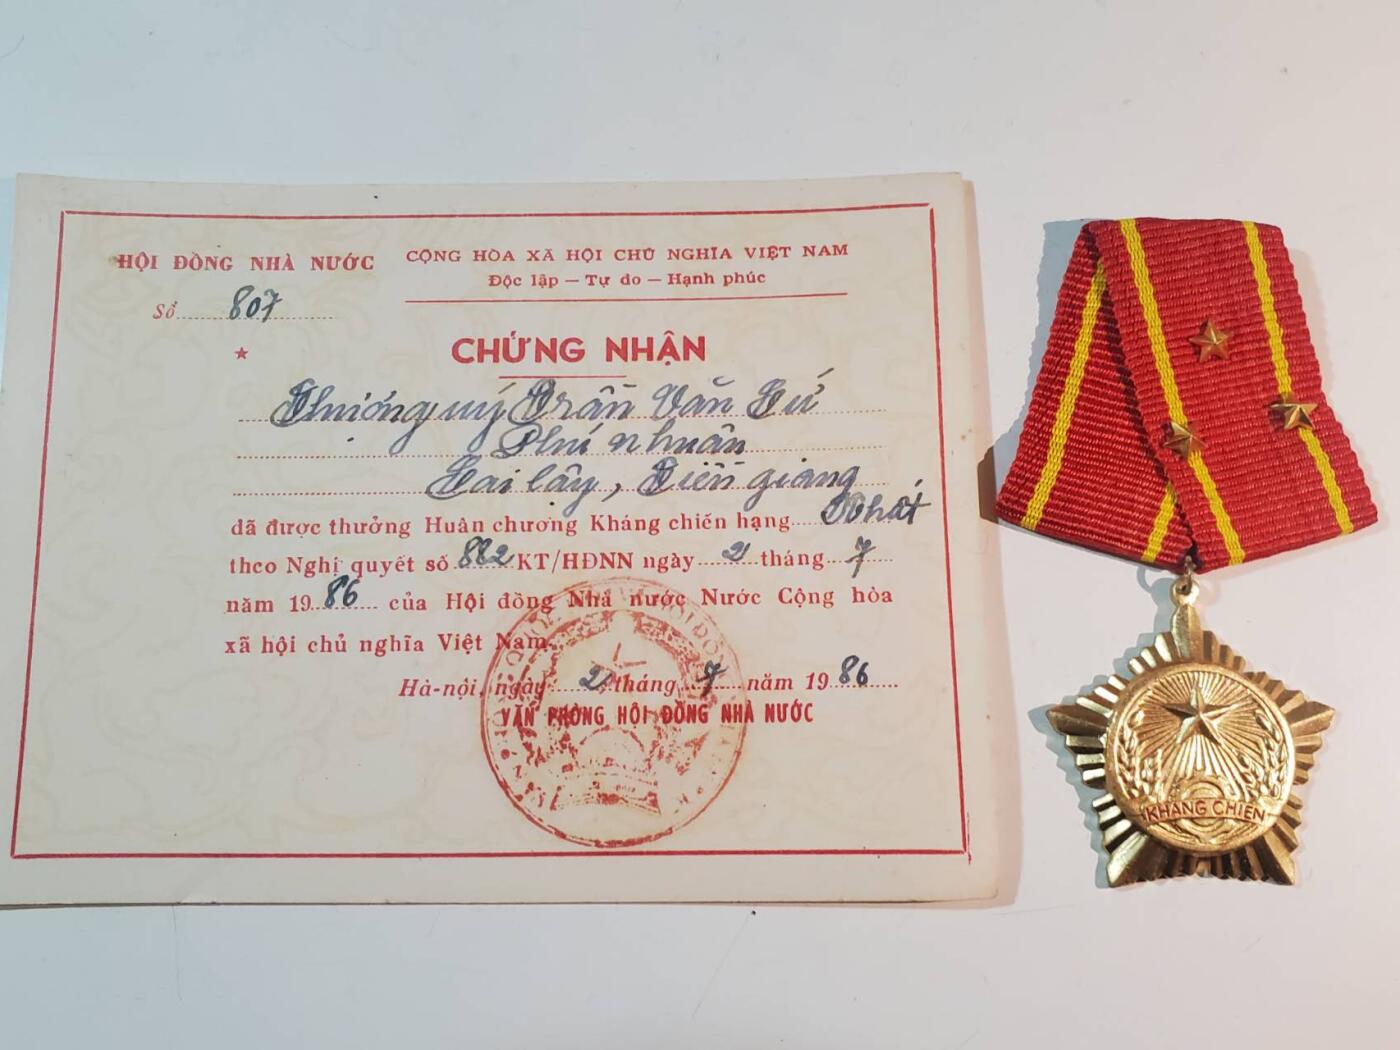 HỘI ĐỒNG NHÀ NƯỚC
Số 807
CỘNG HÒA XÃ HỘI CHỦ NGHĨA VIỆT NAM
Độc lập — Tự do — Hạnh phúc
CHỨNG NHẬN
Thượng uý Trần Văn Tứ
Phú nhuận
Cai lậy, Tiền giang
đã được thưởng Huân chương Kháng chiến hạng Nhất
theo Nghị quyết số 882 KT/HĐNN ngày 2 tháng 7
năm 1986 của Hội đồng Nhà nước Nước Cộng hòa
xã hội chủ nghĩa Việt Nam.
Hà-nội, ngày 2 tháng 7 năm 1986
VĂN PHÒNG HỘI ĐỒNG NHÀ NƯỚC
KHÁNG CHIẾN